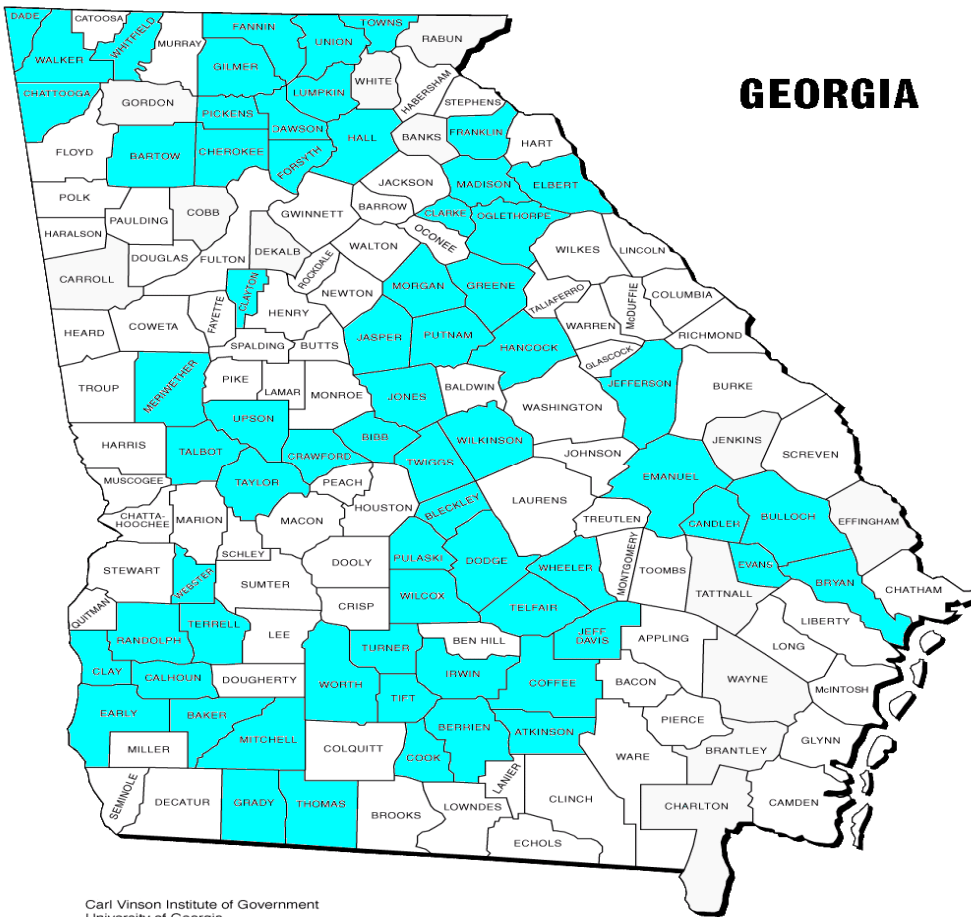 DADE
CATOOSA
WHITFIELD
MURRAY
FANNIN
UNION
TOWNS
RABUN
WALKER
GILMER
LUMPKIN
WHITE
HABERSHAM
STEPHENS
GEORGIA
CHATTOOGA
GORDON
PICKENS
DAWSON
HALL
BANKS
FRANKLIN
HART
FLOYD
BARTOW
CHEROKEE
FORSYTH
JACKSON
MADISON
ELBERT
POLK
PAULDING
COBB
GWINNETT
BARROW
CLARKE
OGLETHORPE
HARALSON
DOUGLAS
FULTON
DEKALB
ROCKDALE
WALTON
OCONEE
WILKES
LINCOLN
CARROLL
CLAYTON
NEWTON
MORGAN
GREENE
TALIAFERRO
McDUFFIE
COLUMBIA
HEARD
COWETA
FAYETTE
HENRY
SPALDING
BUTTS
JASPER
PUTNAM
HANCOCK
WARREN
GLASCOCK
RICHMOND
TROUP
MERIWETHER
PIKE
LAMAR
MONROE
JONES
BALDWIN
WASHINGTON
JEFFERSON
BURKE
HARRIS
TALBOT
UPSON
CRAWFORD
BIBB
TWIGGS
WILKINSON
JOHNSON
EMANUEL
JENKINS
SCREVEN
MUSCOGEE
CHATTA-
HOOCHEE
MARION
TAYLOR
MACON
PEACH
HOUSTON
BLECKLEY
LAURENS
TREUTLEN
CANDLER
BULLOCH
EFFINGHAM
STEWART
WEBSTER
SCHLEY
SUMTER
DOOLY
PULASKI
DODGE
WHEELER
MONTGOMERY
TOOMBS
TATTNALL
EVANS
BRYAN
CHATHAM
QUITMAN
RANDOLPH
TERRELL
LEE
CRISP
WILCOX
TELFAIR
JEFF
DAVIS
APPLING
LONG
LIBERTY
CLAY
CALHOUN
DOUGHERTY
WORTH
TURNER
BEN HILL
IRWIN
COFFEE
BACON
WAYNE
McINTOSH
EARLY
BAKER
MITCHELL
TIFT
BERRIEN
ATKINSON
PIERCE
GLYNN
MILLER
COLQUITT
COOK
LANIER
WARE
BRANTLEY
SEMINOLE
DECATUR
GRADY
THOMAS
BROOKS
LOWNDES
ECHOLS
CLINCH
CHARLTON
CAMDEN
Carl Vinson Institute of Government
University of Georgia